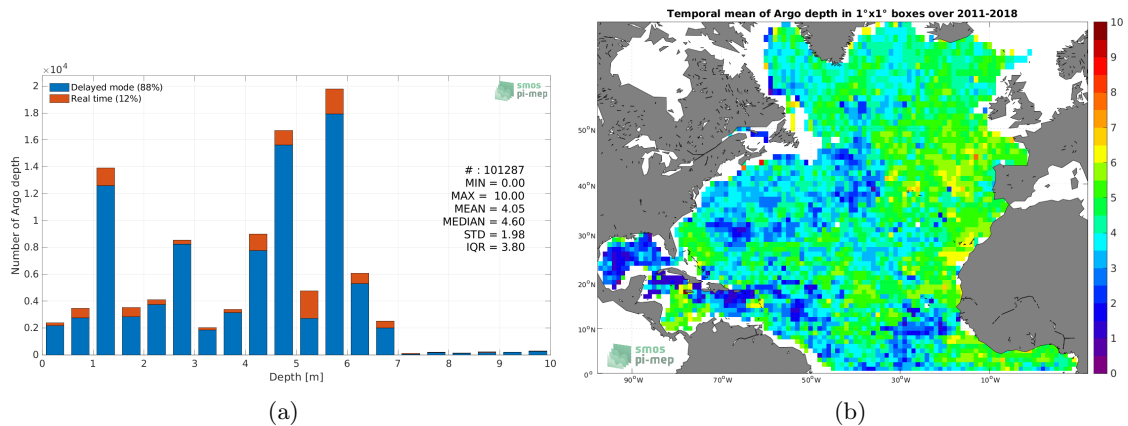 ×10⁴
2
1.8
1.6
1.4
1.2
1
0.8
0.6
0.4
0.2
0
Number of Argo depth
Delayed mode (88%)
Real time (12%)
smos
pi-mep
# : 101287
MIN = 0.00
MAX = 10.00
MEAN = 4.05
MEDIAN = 4.60
STD = 1.98
IQR = 3.80
0 1 2 3 4 5 6 7 8 9 10
Depth [m]
(a)
Temporal mean of Argo depth in 1°x1° boxes over 2011-2018
50°N
40°N
30°N
20°N
10°N
0°
90°W 70°W 50°W 30°W 10°W
smos
pi-mep
10
9
8
7
6
5
4
3
2
1
0
(b)